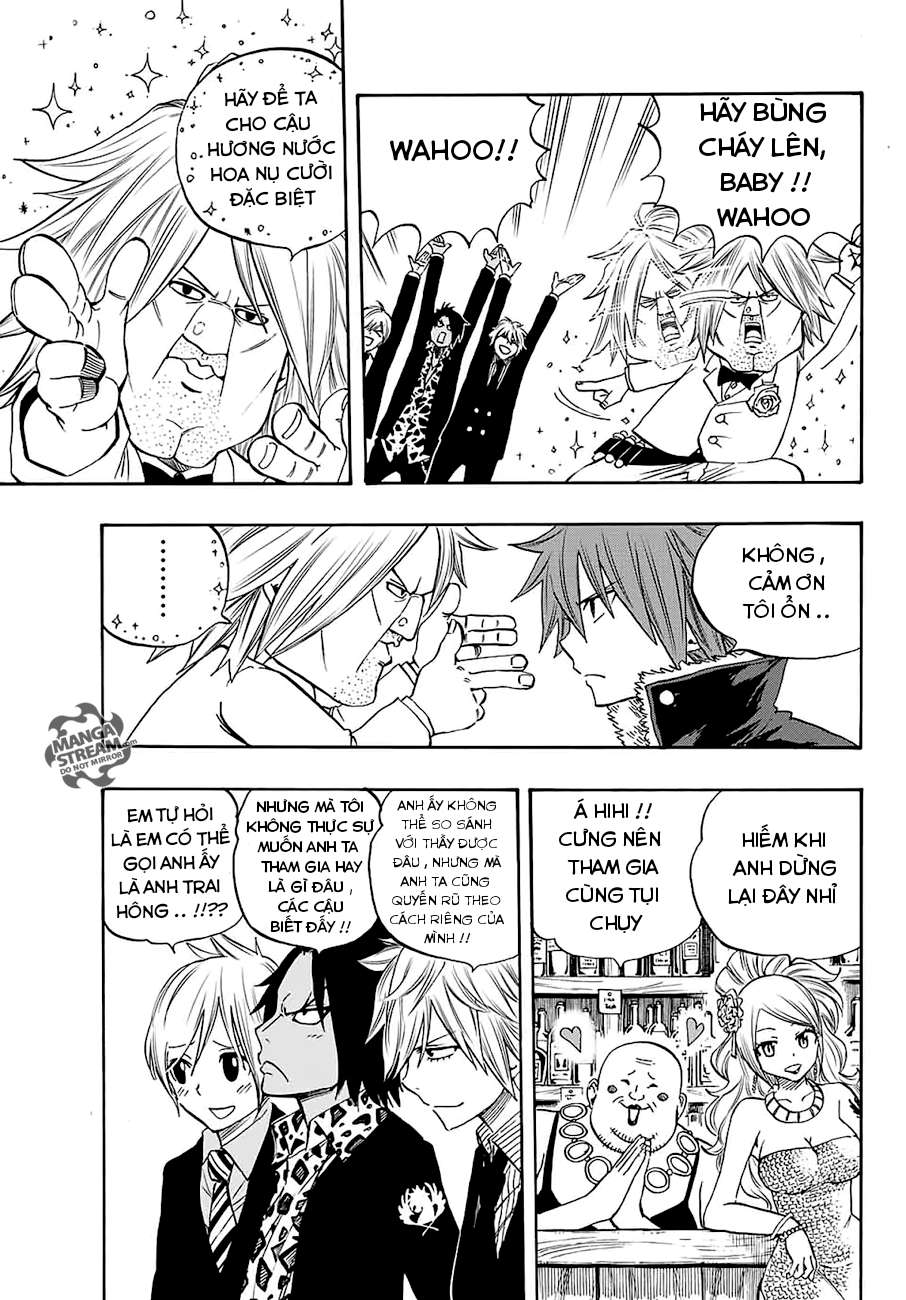 HÃY BÙNG
CHÁY LÊN,
BABY !!
WAHOO
WAHOO!!
HÃY ĐỂ TA
CHO CẬU
HƯƠNG NƯỚC
HOA NỤ CƯỜI
ĐẶC BIỆT
KHÔNG ,
CẢM ƠN
TÔI ỔN ..
.........
MANGA
STREAM.com
DO NOT MIRROR!
HIẾM KHI
ANH DỪNG
LẠI ĐÂY NHỈ
Á HIHI !!
CƯNG NÊN
THAM GIA
CÙNG TỤI
CHỤY
ANH ẤY KHÔNG
THỂ SO SÁNH
VỚI THẦY ĐƯỢC
ĐÂU , NHƯNG MÀ
ANH TA CŨNG
QUYẾN RŨ THEO
CÁCH RIÊNG CỦA
MÌNH !!
NHƯNG MÀ TÔI
KHÔNG THỰC SỰ
MUỐN ANH TA
THAM GIA HAY
LÀ GÌ ĐÂU ,
CÁC CẬU
BIẾT ĐẤY!
EM TỰ HỎI
LÀ EM CÓ THỂ
GỌI ANH ẤY
LÀ ANH TRAI
HÔNG .. !!??